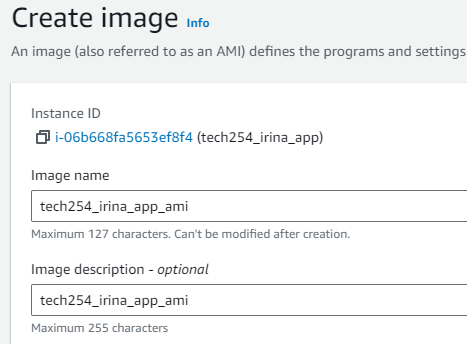 Create image Info
An image (also referred to as an AMI) defines the programs and settings
Instance ID
i-06b668fa5653ef8f4 (tech254_irina_app)
Image name
tech254_irina_app_ami
Maximum 127 characters. Can't be modified after creation.
Image description - optional
tech254_irina_app_ami
Maximum 255 characters